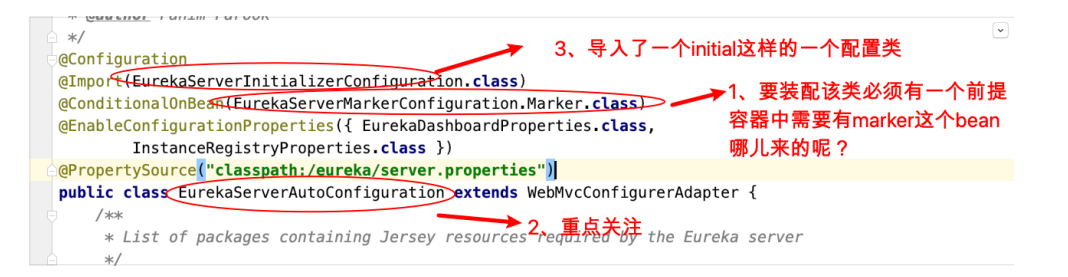 * @author Fahim Farook
*/
@Configuration
@Import(EurekaServerInitializerConfiguration.class)
@ConditionalOnBean(EurekaServerMarkerConfiguration.Marker.class)
@EnableConfigurationProperties({ EurekaDashboardProperties.class,
InstanceRegistryProperties.class })
@PropertySource("classpath:/eureka/server.properties")
public class EurekaServerAutoConfiguration extends WebMvcConfigurerAdapter {
/**
* List of packages containing Jersey resources required by the Eureka server
*/
3、导入了一个initial这样的一个配置类
1、要装配该类必须有一个前提
容器中需要有marker这个bean
哪儿来的呢？
2、重点关注